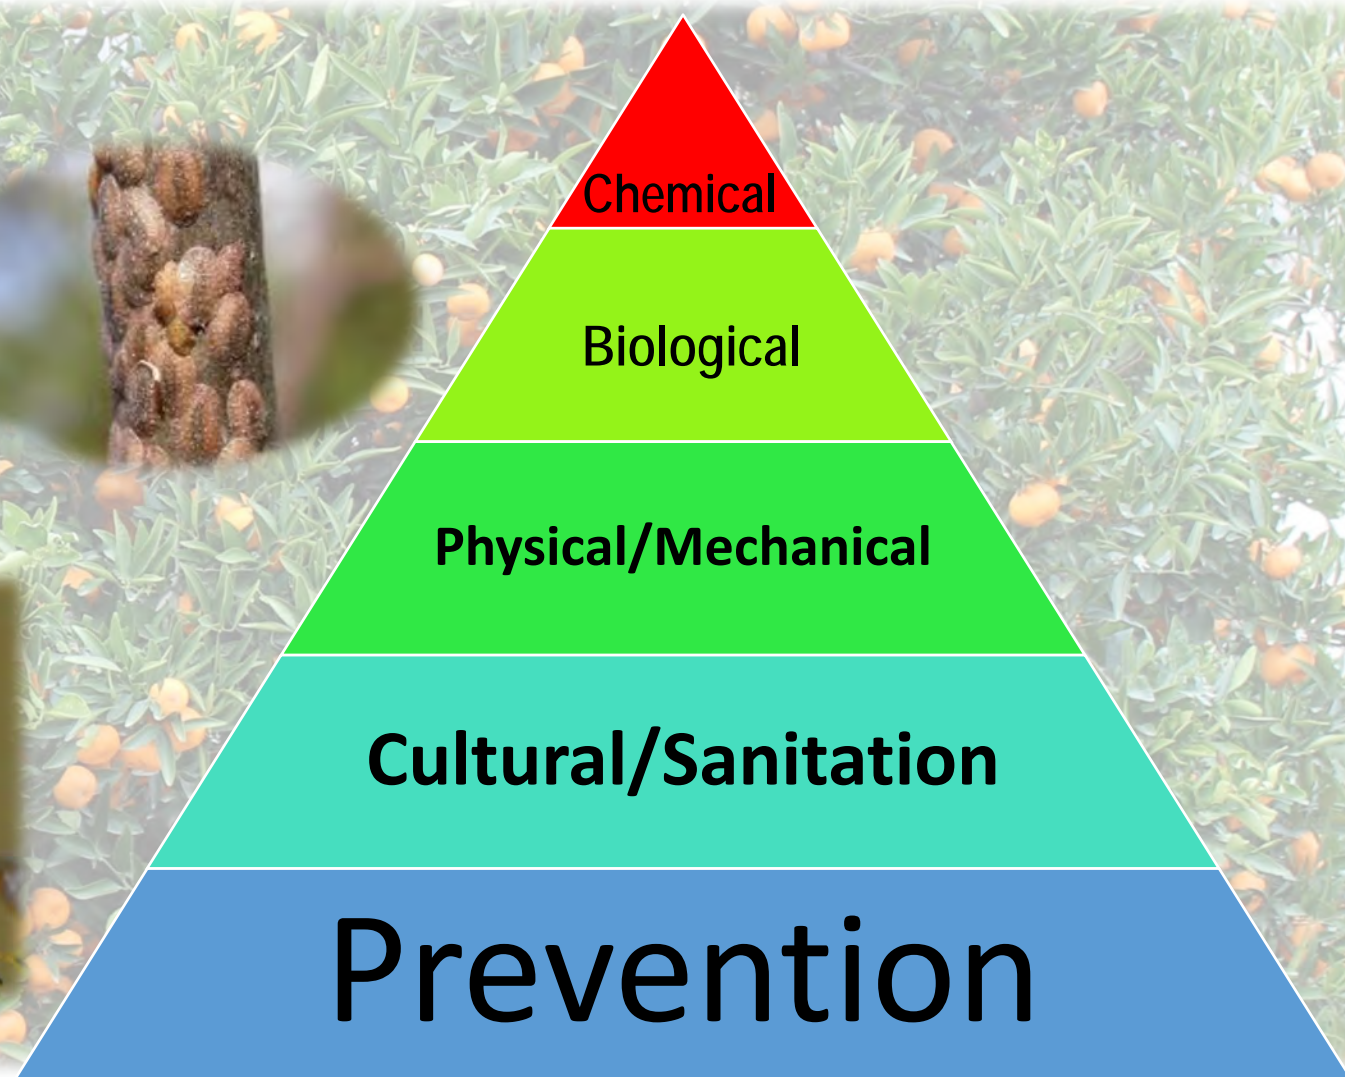 Chemical
Biological
Physical/Mechanical
Cultural/Sanitation
Prevention